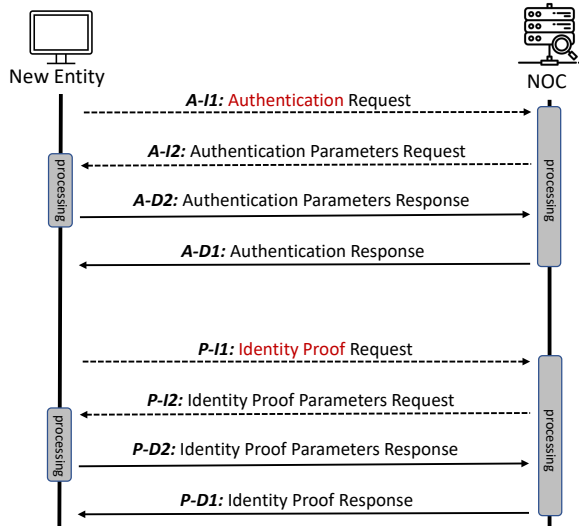 New Entity
NOC
A-I1: Authentication Request
A-I2: Authentication Parameters Request
processing
processing
A-D2: Authentication Parameters Response
A-D1: Authentication Response
P-I1: Identity Proof Request
P-I2: Identity Proof Parameters Request
processing
processing
P-D2: Identity Proof Parameters Response
P-D1: Identity Proof Response